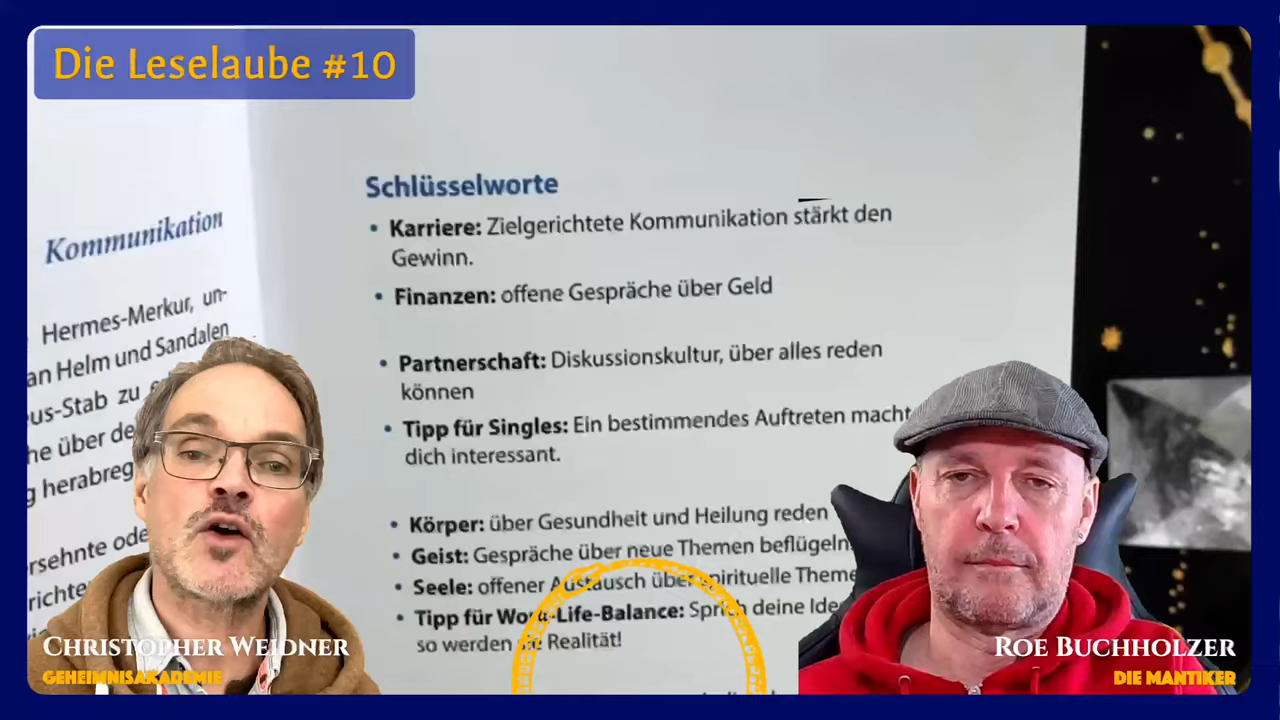 Die Leselaube #10
Kommunikation
Hermes-Merkur, un-
an Helm und Sandalen
us-Stab zu
he über de
g herabreg
ersehnte ode
richte
Schlüsselworte
• Karriere: Zielgerichtete Kommunikation stärkt den
Gewinn.
• Finanzen: offene Gespräche über Geld
• Partnerschaft: Diskussionskultur, über alles reden
können
• Tipp für Singles: Ein bestimmendes Auftreten macht
dich interessant.
• Körper: über Gesundheit und Heilung reden
• Geist: Gespräche über neue Themen beflügeln
• Seele: offener Austausch über spirituelle Theme
• Tipp für Work-Life-Balance: Sprich deine Ide
so werden sie Realität!
Christopher Weidner
Geheimnisakademie
Roe Buchholzer
Die Mantiker